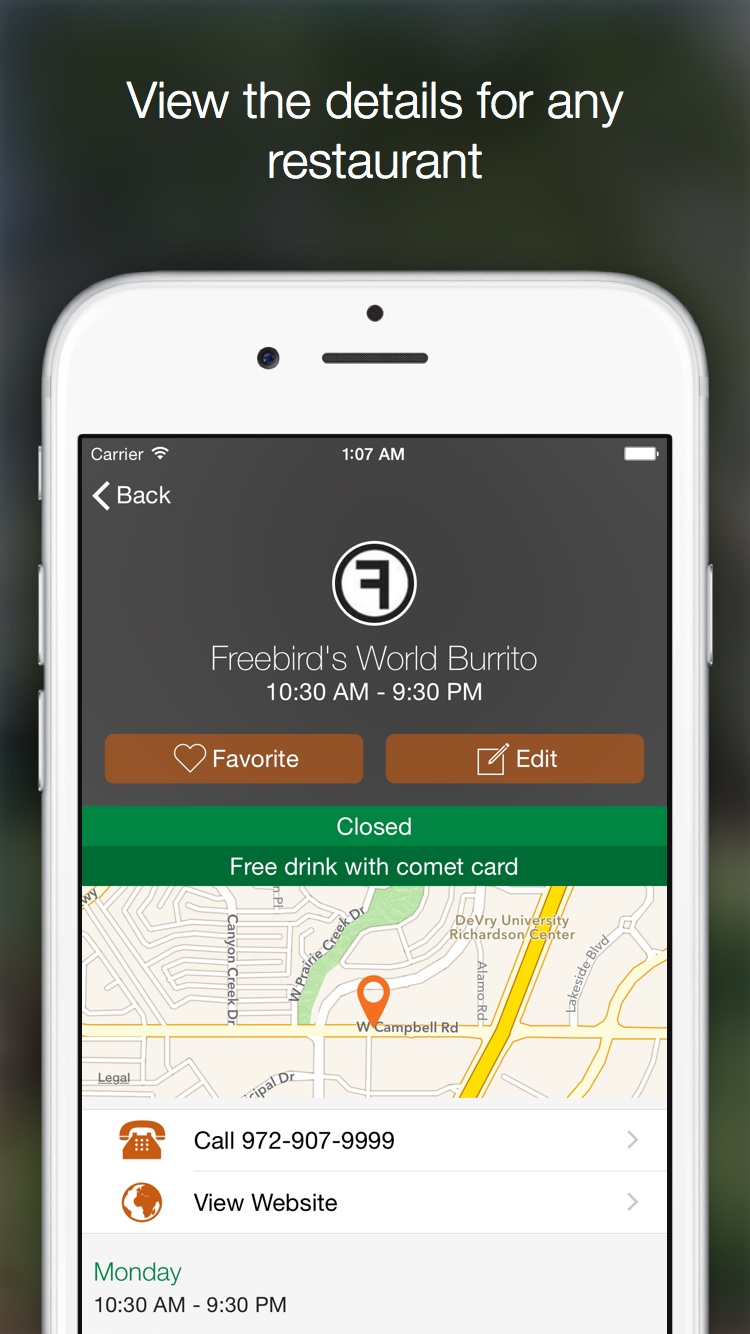 View the details for any
restaurant
Carrier
1:07 AM
Back
Freebird's World Burrito
10:30 AM - 9:30 PM
Favorite
Edit
Closed
Free drink with comet card
wy
n Pl
Canyon Creek Dr
W Prairie Creek Dr
DeVry University
Richardson Center
Alamo Rd
Lakeside Blvd
W Campbell Rd
Legal
cipal Dr
Call 972-907-9999
View Website
Monday
10:30 AM - 9:30 PM